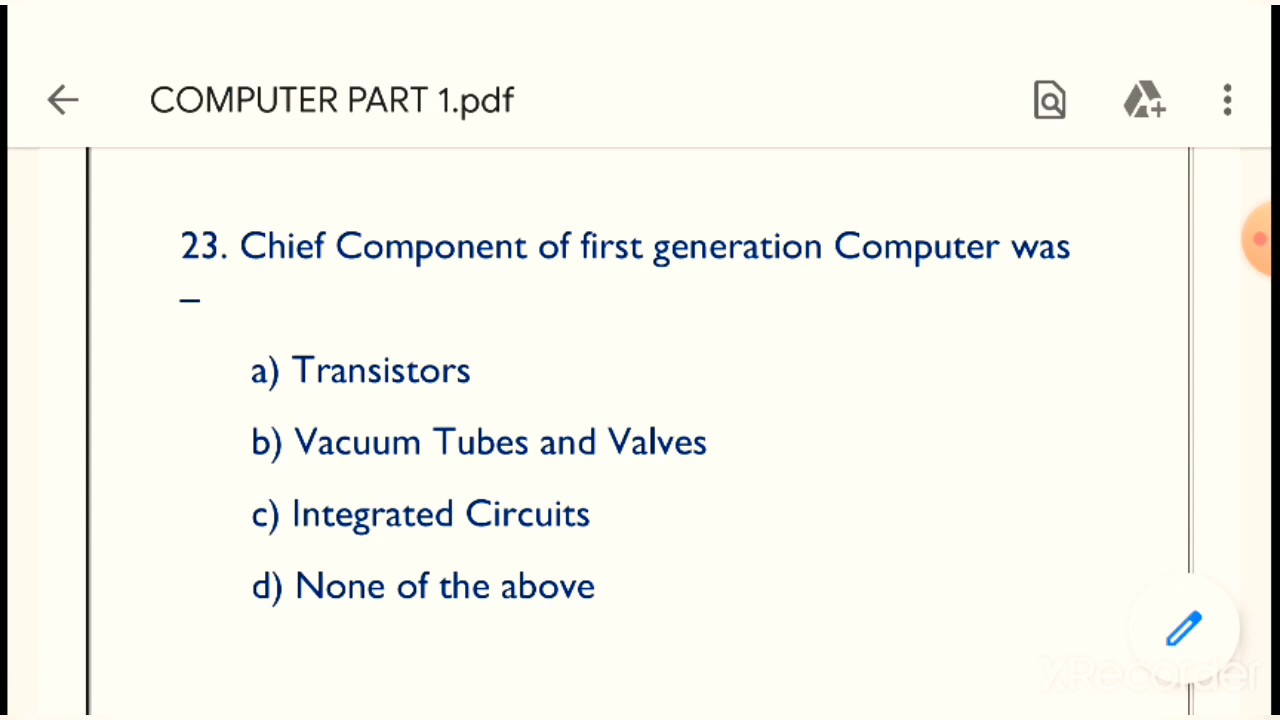 COMPUTER PART 1.pdf
23. Chief Component of first generation Computer was
–
a) Transistors
b) Vacuum Tubes and Valves
c) Integrated Circuits
d) None of the above
XRecorder